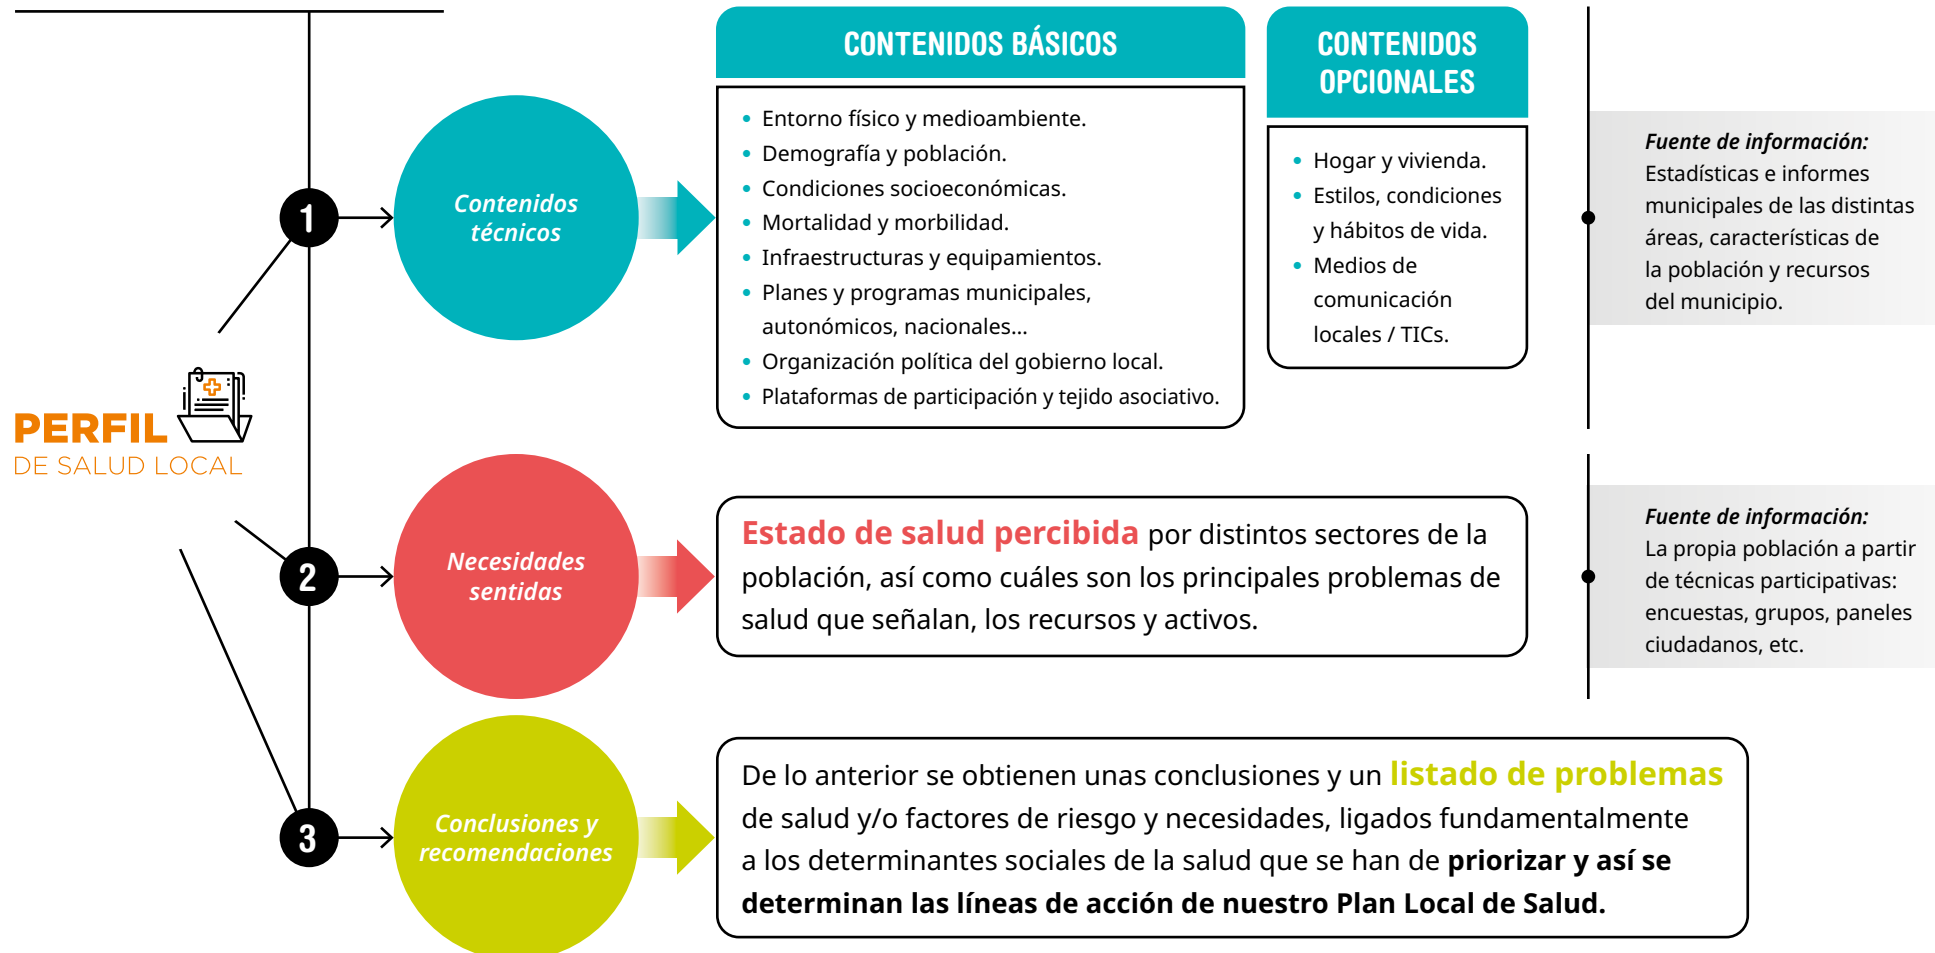 PERFIL
DE SALUD LOCAL
1
Contenidos
técnicos
CONTENIDOS BÁSICOS
• Entorno físico y medioambiente.
• Demografía y población.
• Condiciones socioeconómicas.
• Mortalidad y morbilidad.
• Infraestructuras y equipamientos.
• Planes y programas municipales,
autonómicos, nacionales...
• Organización política del gobierno local.
• Plataformas de participación y tejido asociativo.
CONTENIDOS
OPCIONALES
• Hogar y vivienda.
• Estilos, condiciones
y hábitos de vida.
• Medios de
comunicación
locales / TICs.
Fuente de información:
Estadísticas e informes
municipales de las distintas
áreas, características de
la población y recursos
del municipio.
2
Necesidades
sentidas
Estado de salud percibida por distintos sectores de la
población, así como cuáles son los principales problemas de
salud que señalan, los recursos y activos.
Fuente de información:
La propia población a partir
de técnicas participativas:
encuestas, grupos, paneles
ciudadanos, etc.
3
Conclusiones y
recomendaciones
De lo anterior se obtienen unas conclusiones y un listado de problemas
de salud y/o factores de riesgo y necesidades, ligados fundamentalmente
a los determinantes sociales de la salud que se han de priorizar y así se
determinan las líneas de acción de nuestro Plan Local de Salud.